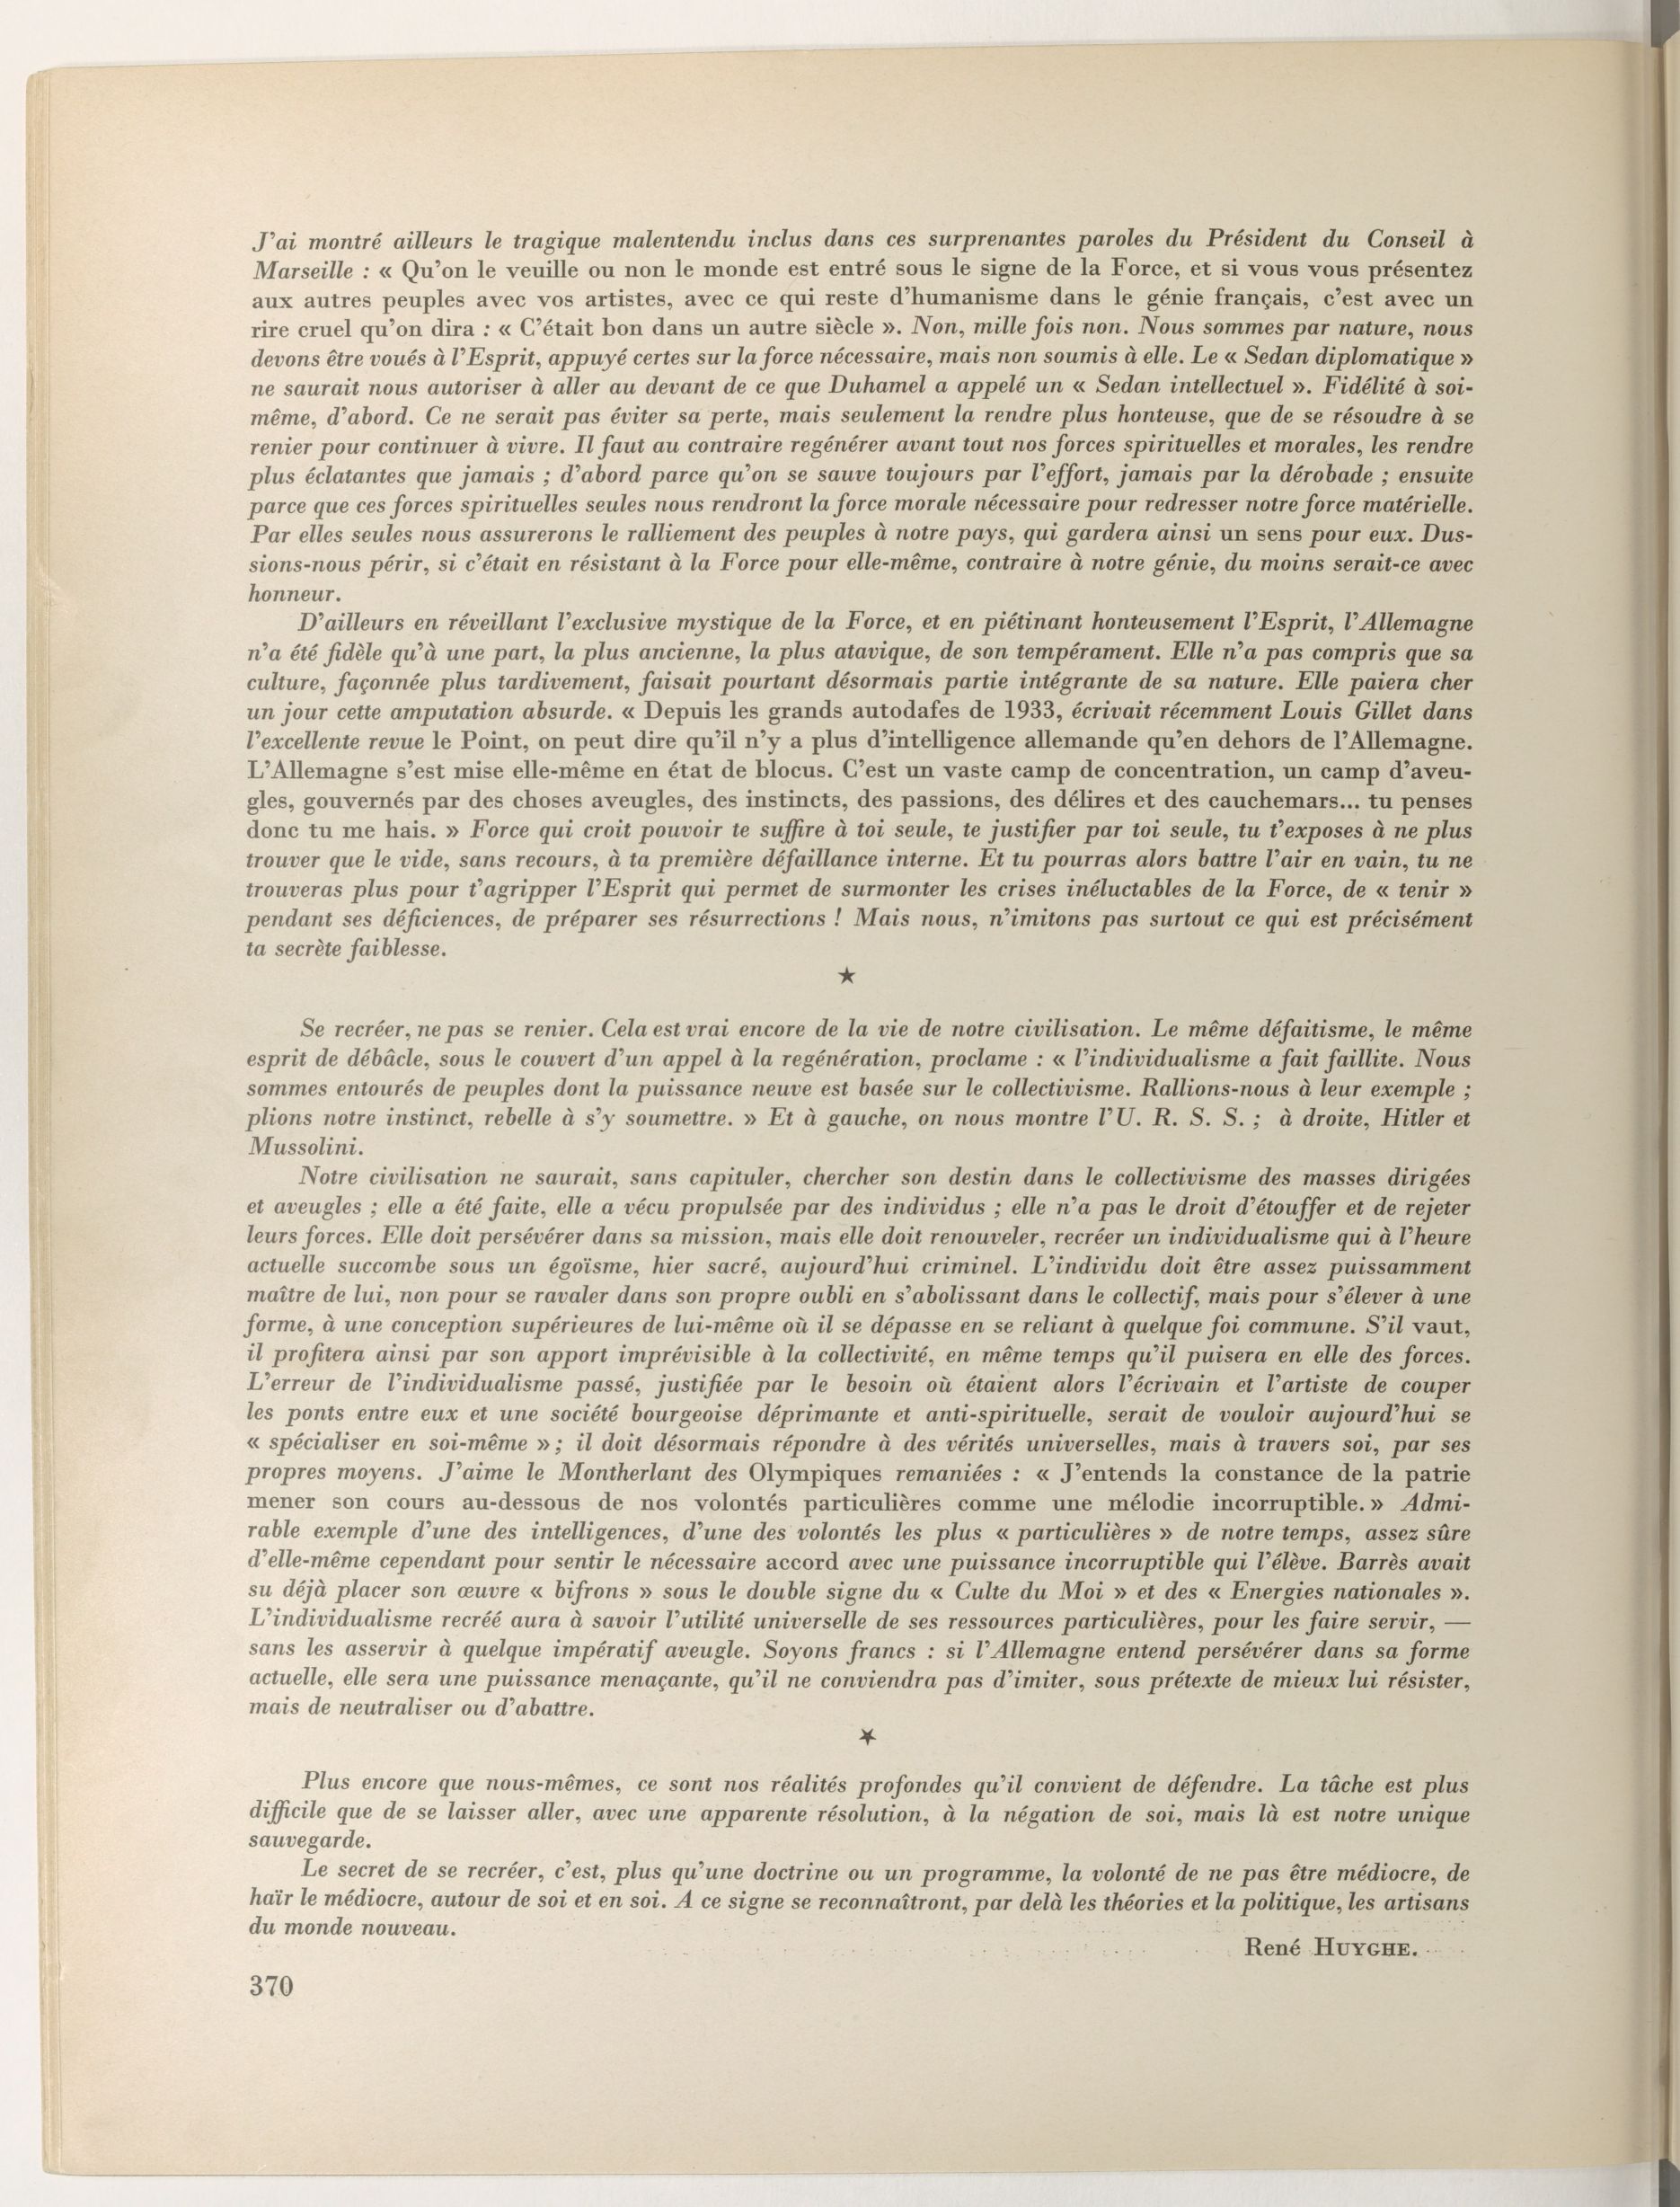 J'ai montré ailleurs le tragique malentendu inclus dans ces surprenantes paroles du Président du Conseil à
Marseille : « Qu'on le veuille ou non le monde est entré sous le signe de la Force, et si vous vous présentez
aux autres peuples avec vos artistes, avec ce qui reste d'humanisme dans le génie français, c'est avec un
rire cruel qu'on dira : « C'était bon dans un autre siècle ». Non, mille fois non. Nous sommes par nature, nous
devons être voués à l'Esprit, appuyé certes sur la force nécessaire, mais non soumis à elle. Le « Sedan diplomatique »
ne saurait nous autoriser à aller au devant de ce que Duhamel a appelé un « Sedan intellectuel ». Fidélité à soi-
même, d'abord. Ce ne serait pas éviter sa perte, mais seulement la rendre plus honteuse, que de se résoudre à se
renier pour continuer à vivre. Il faut au contraire regénérer avant tout nos forces spirituelles et morales, les rendre
plus éclatantes que jamais ; d'abord parce qu'on se sauve toujours par l'effort, jamais par la dérobade ; ensuite
parce que ces forces spirituelles seules nous rendront la force morale nécessaire pour redresser notre force matérielle.
Par elles seules nous assurerons le ralliement des peuples à notre pays, qui gardera ainsi un sens pour eux. Dus-
sions-nous périr, si c'était en résistant à la Force pour elle-même, contraire à notre génie, du moins serait-ce avec
honneur.
D'ailleurs en réveillant l'exclusive mystique de la Force, et en piétinant honteusement l'Esprit, l'Allemagne
n'a été fidèle qu'à une part, la plus ancienne, la plus atavique, de son tempérament. Elle n'a pas compris que sa
culture, façonnée plus tardivement, faisait pourtant désormais partie intégrante de sa nature. Elle paiera cher
un jour cette amputation absurde. « Depuis les grands autodafes de 1933, écrivait récemment Louis Gillet dans
l'excellente revue le Point, on peut dire qu'il n'y a plus d'intelligence allemande qu'en dehors de l'Allemagne.
L'Allemagne s'est mise elle-même en état de blocus. C'est un vaste camp de concentration, un camp d'aveu-
gles, gouvernés par des choses aveugles, des instincts, des passions, des délires et des cauchemars... tu penses
donc tu me hais. » Force qui croit pouvoir te suffire à toi seule, te justifier par toi seule, tu t'exposes à ne plus
trouver que le vide, sans recours, à ta première défaillance interne. Et tu pourras alors battre l'air en vain, tu ne
trouveras plus pour t'agripper l'Esprit qui permet de surmonter les crises inéluctables de la Force, de « tenir »
pendant ses déficiences, de préparer ses résurrections ! Mais nous, n'imitons pas surtout ce qui est précisément
ta secrète faiblesse.
★
Se recréer, ne pas se renier. Cela est vrai encore de la vie de notre civilisation. Le même défaitisme, le même
esprit de débâcle, sous le couvert d'un appel à la regénération, proclame : « l'individualisme a fait faillite. Nous
sommes entourés de peuples dont la puissance neuve est basée sur le collectivisme. Rallions-nous à leur exemple ;
plions notre instinct, rebelle à s'y soumettre. » Et à gauche, on nous montre l'U. R. S. S. ; à droite, Hitler et
Mussolini.
Notre civilisation ne saurait, sans capituler, chercher son destin dans le collectivisme des masses dirigées
et aveugles ; elle a été faite, elle a vécu propulsée par des individus ; elle n'a pas le droit d'étouffer et de rejeter
leurs forces. Elle doit persévérer dans sa mission, mais elle doit renouveler, recréer un individualisme qui à l'heure
actuelle succombe sous un égoïsme, hier sacré, aujourd'hui criminel. L'individu doit être assez puissamment
maître de lui, non pour se ravaler dans son propre oubli en s'abolissant dans le collectif, mais pour s'élever à une
forme, à une conception supérieures de lui-même où il se dépasse en se reliant à quelque foi commune. S'il vaut,
il profitera ainsi par son apport imprévisible à la collectivité, en même temps qu'il puisera en elle des forces.
L'erreur de l'individualisme passé, justifiée par le besoin où étaient alors l'écrivain et l'artiste de couper
les ponts entre eux et une société bourgeoise déprimante et anti-spirituelle, serait de vouloir aujourd'hui se
« spécialiser en soi-même » ; il doit désormais répondre à des vérités universelles, mais à travers soi, par ses
propres moyens. J'aime le Montherlant des Olympiques remaniées : « J'entends la constance de la patrie
mener son cours au-dessous de nos volontés particulières comme une mélodie incorruptible. » Admi-
rable exemple d'une des intelligences, d'une des volontés les plus « particulières » de notre temps, assez sûre
d'elle-même cependant pour sentir le nécessaire accord avec une puissance incorruptible qui l'élève. Barrès avait
su déjà placer son œuvre « bifrons » sous le double signe du « Culte du Moi » et des « Energies nationales ».
L'individualisme recréé aura à savoir l'utilité universelle de ses ressources particulières, pour les faire servir, —
sans les asservir à quelque impératif aveugle. Soyons francs : si l'Allemagne entend persévérer dans sa forme
actuelle, elle sera une puissance menaçante, qu'il ne conviendra pas d'imiter, sous prétexte de mieux lui résister,
mais de neutraliser ou d'abattre.
★
Plus encore que nous-mêmes, ce sont nos réalités profondes qu'il convient de défendre. La tâche est plus
difficile que de se laisser aller, avec une apparente résolution, à la négation de soi, mais là est notre unique
sauvegarde.
Le secret de se recréer, c'est, plus qu'une doctrine ou un programme, la volonté de ne pas être médiocre, de
haïr le médiocre, autour de soi et en soi. A ce signe se reconnaîtront, par delà les théories et la politique, les artisans
du monde nouveau.
René HUYGHE.
370